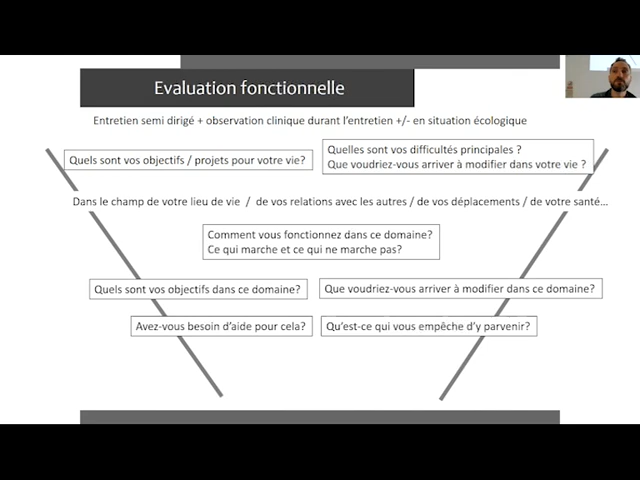 Evaluation fonctionnelle
Entretien semi dirigé + observation clinique durant l'entretien +/- en situation écologique
Quels sont vos objectifs / projets pour votre vie?
Quelles sont vos difficultés principales ?
Que voudriez-vous arriver à modifier dans votre vie ?
Dans le champ de votre lieu de vie / de vos relations avec les autres / de vos déplacements / de votre santé…
Comment vous fonctionnez dans ce domaine?
Ce qui marche et ce qui ne marche pas?
Quels sont vos objectifs dans ce domaine?
Que voudriez-vous arriver à modifier dans ce domaine?
Avez-vous besoin d'aide pour cela?
Qu'est-ce qui vous empêche d'y parvenir?